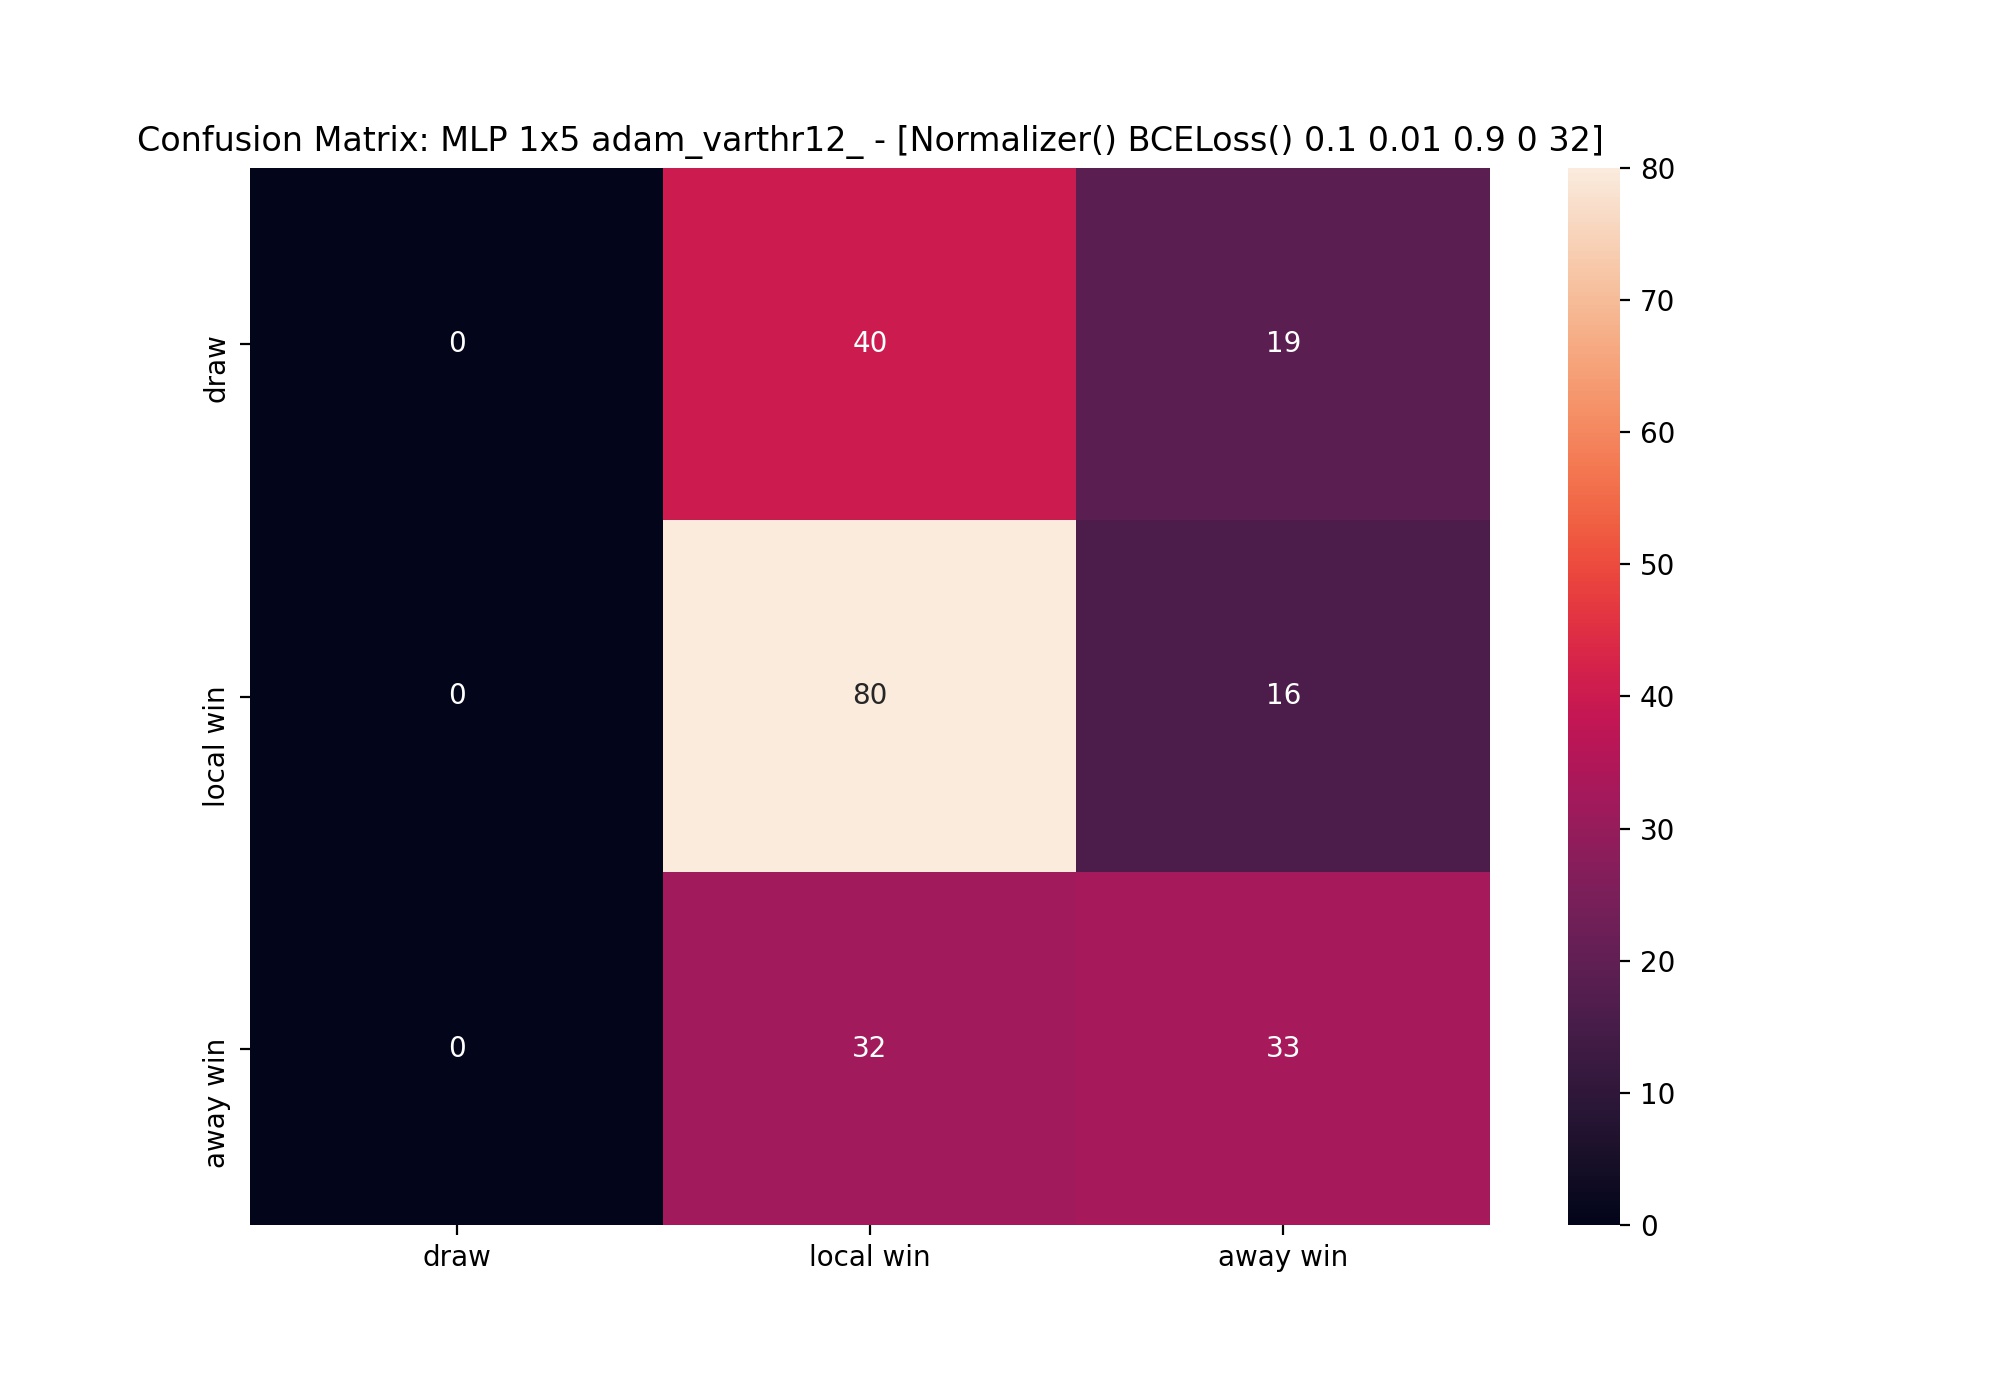 Confusion Matrix: MLP 1x5 adam_varthr12_ - [Normalizer() BCELoss() 0.1 0.01 0.9 0 32]
draw
0
40
19
local win
0
80
16
away win
0
32
33
draw
local win
away win
80
70
60
50
40
30
20
10
0